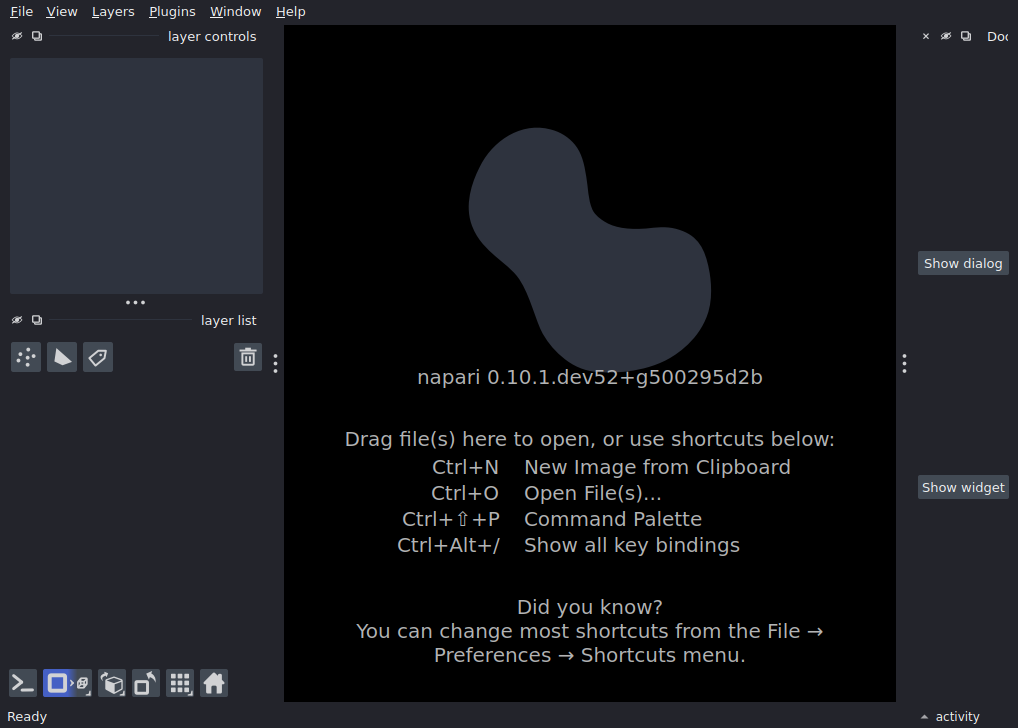 File View Layers Plugins Window Help
layer controls
Doc
layer list
Show dialog
napari 0.10.1.dev52+g500295d2b
Drag file(s) here to open, or use shortcuts below:
Ctrl+N New Image from Clipboard
Ctrl+O Open File(s)...
Ctrl+⇧+P Command Palette
Ctrl+Alt+/ Show all key bindings
Show widget
Did you know?
You can change most shortcuts from the File →
Preferences → Shortcuts menu.
Ready
activity